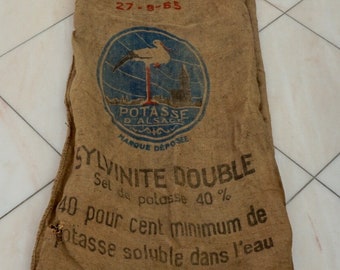 27-9-65
POTASSE
D'ALSACE
MARQUE DÉPOSÉE
SYLVINITE DOUBLE
Sel de potasse 40 %
40 pour cent minimum de
potasse soluble dans l'eau